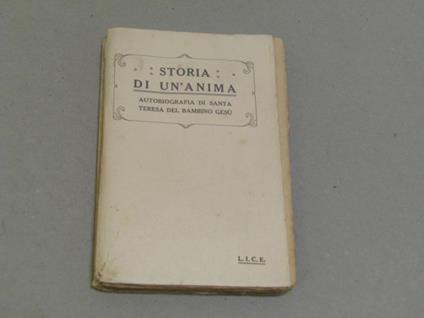 STORIA
DI UN'ANIMA
AUTOBIOGRAFIA DI SANTA
TERESA DEL BAMBINO GESÙ
L. I. C. E.